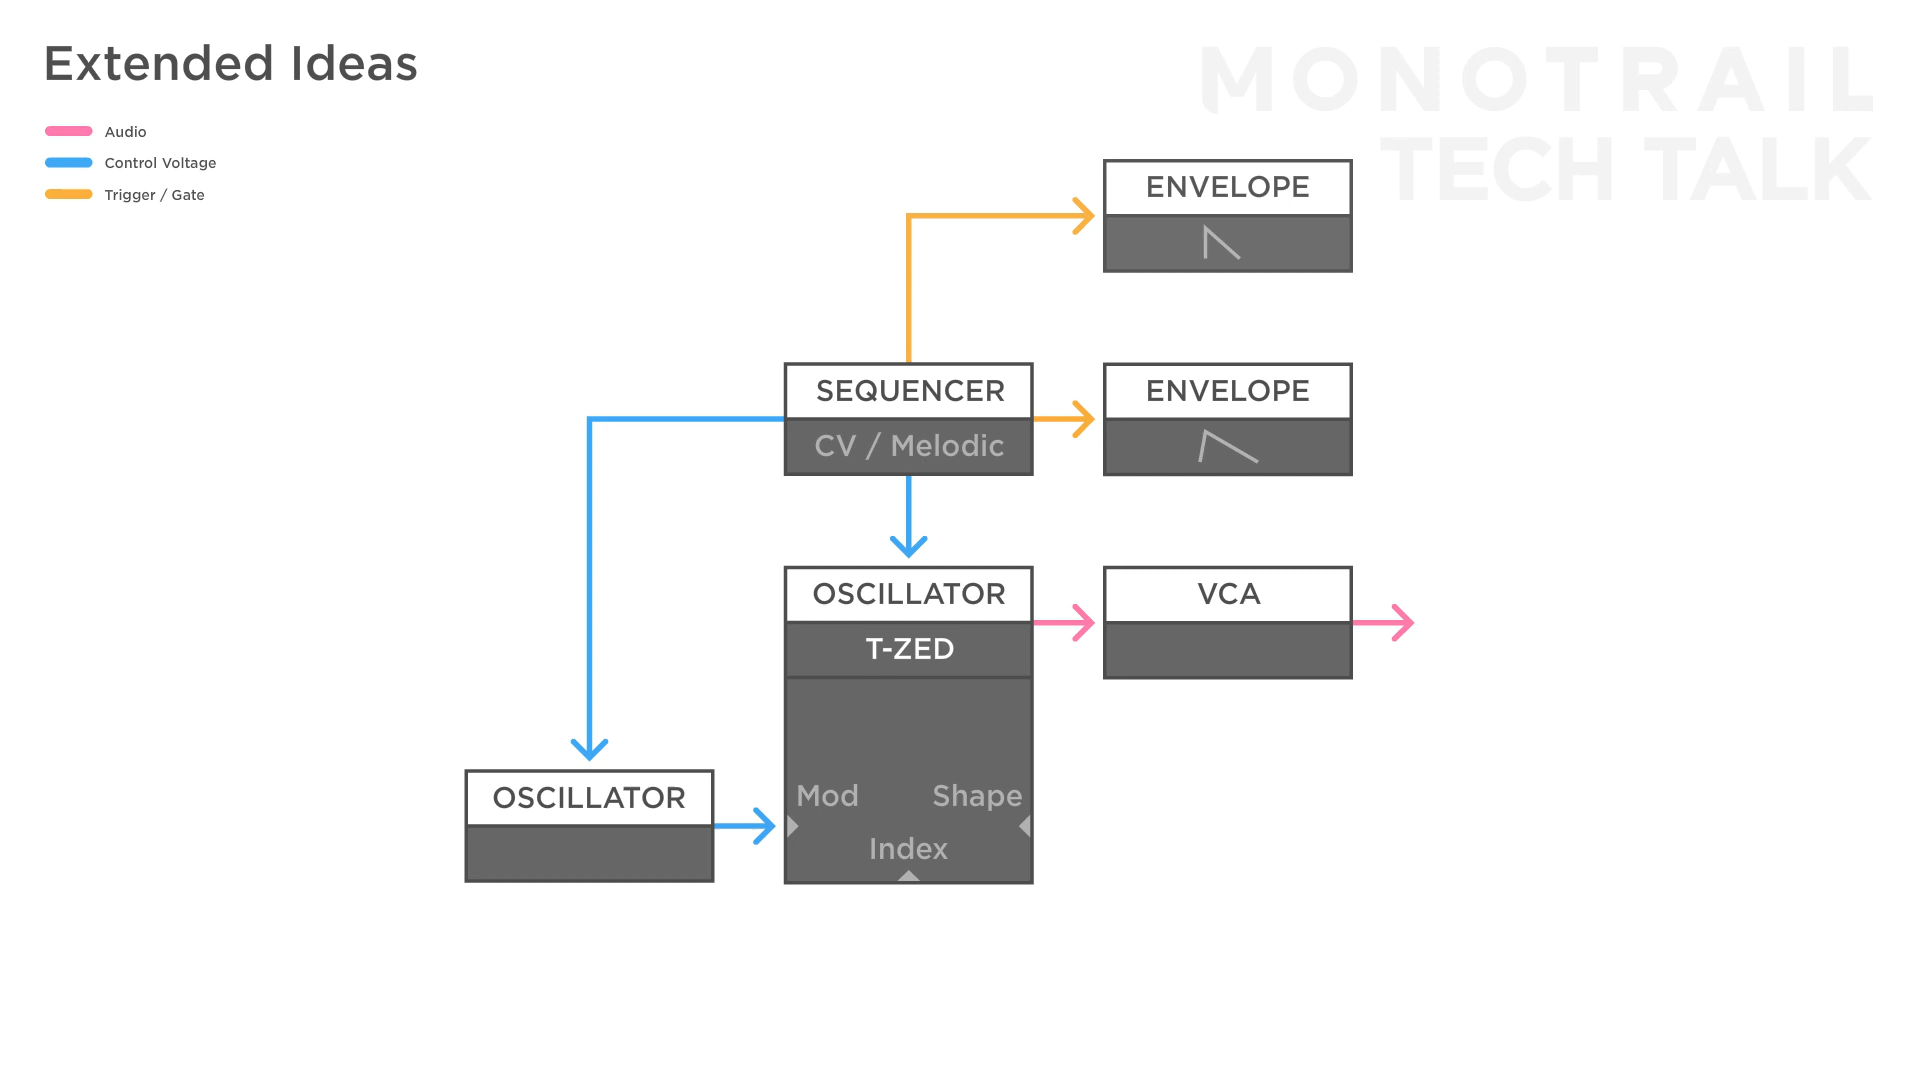 Extended Ideas
MONOTRAIL
TECH TALK
Audio
Control Voltage
Trigger / Gate
ENVELOPE
SEQUENCER
CV / Melodic
ENVELOPE
OSCILLATOR
T-ZED
VCA
Mod
Shape
Index
OSCILLATOR